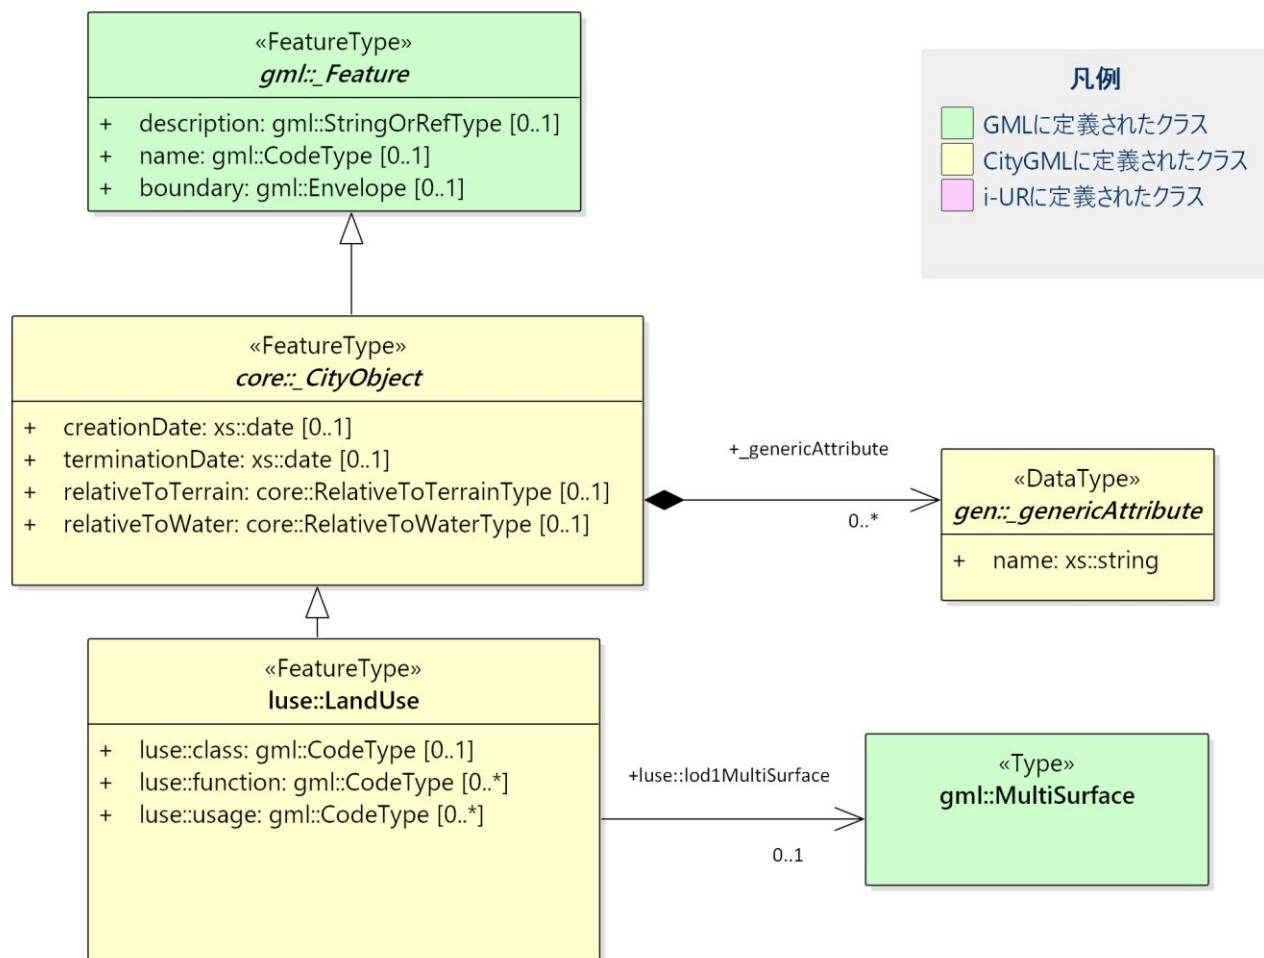 «FeatureType»
gml::_Feature
+ description: gml::StringOrRefType [0..1]
+ name: gml::CodeType [0..1]
+ boundary: gml::Envelope [0..1]
凡例
GMLに定義されたクラス
CityGMLに定義されたクラス
i-URに定義されたクラス
«FeatureType»
core::_CityObject
+ creationDate: xs::date [0..1]
+ terminationDate: xs::date [0..1]
+ relativeToTerrain: core::RelativeToTerrainType [0..1]
+ relativeToWater: core::RelativeToWaterType [0..1]
+_genericAttribute
0..*
«DataType»
gen::_genericAttribute
+ name: xs::string
«FeatureType»
luse::LandUse
+ luse::class: gml::CodeType [0..1]
+ luse::function: gml::CodeType [0..*]
+ luse::usage: gml::CodeType [0..*]
+luse::lod1MultiSurface
0..1
«Type»
gml::MultiSurface